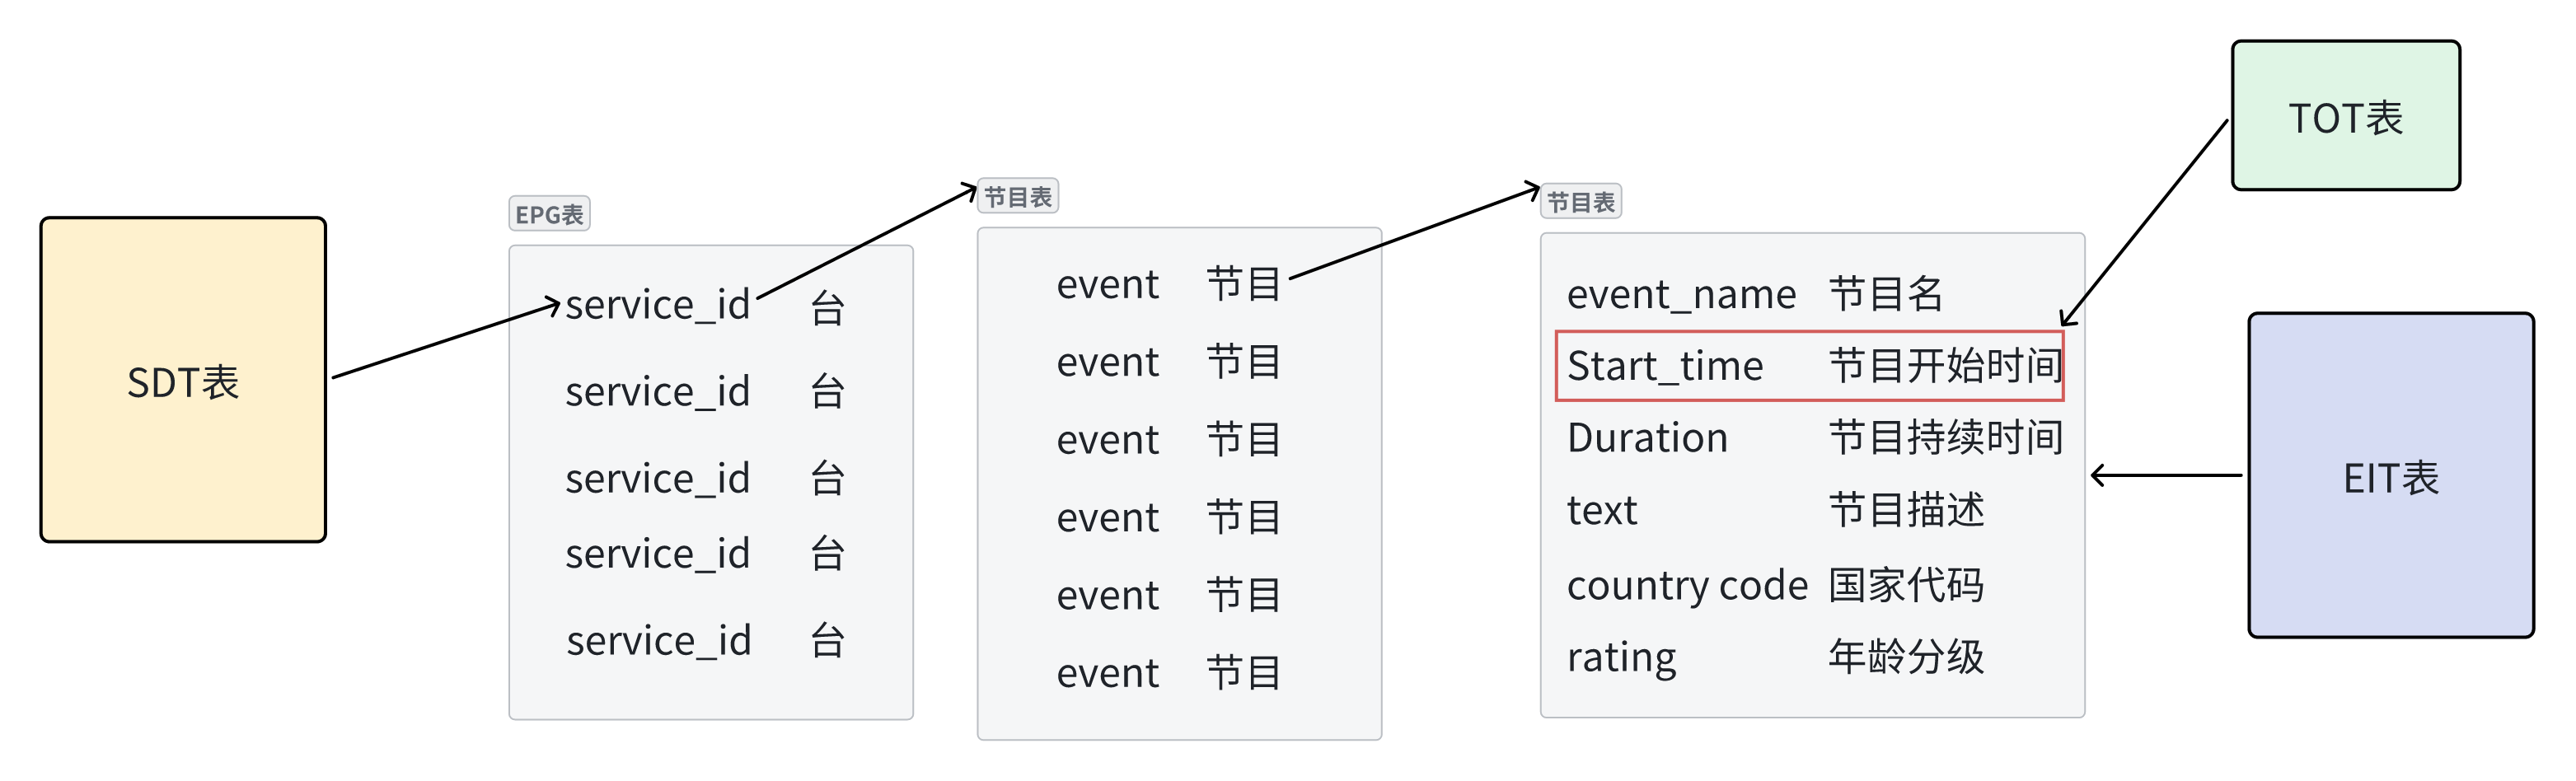 SDT表
EPG表
service_id 台
service_id 台
service_id 台
service_id 台
service_id 台
节目表
event 节目
event 节目
event 节目
event 节目
event 节目
event 节目
节目表
event_name 节目名
Start_time 节目开始时间
Duration 节目持续时间
text 节目描述
country code 国家代码
rating 年龄分级
TOT表
EIT表